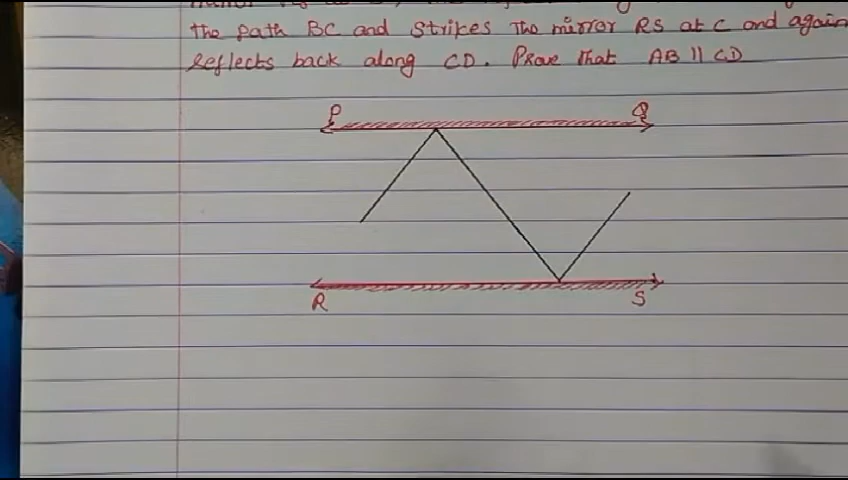 the path BC and strikes The mirror RS at C and again
reflects back along CD. Prove that AB || CD
P
Q
R
S